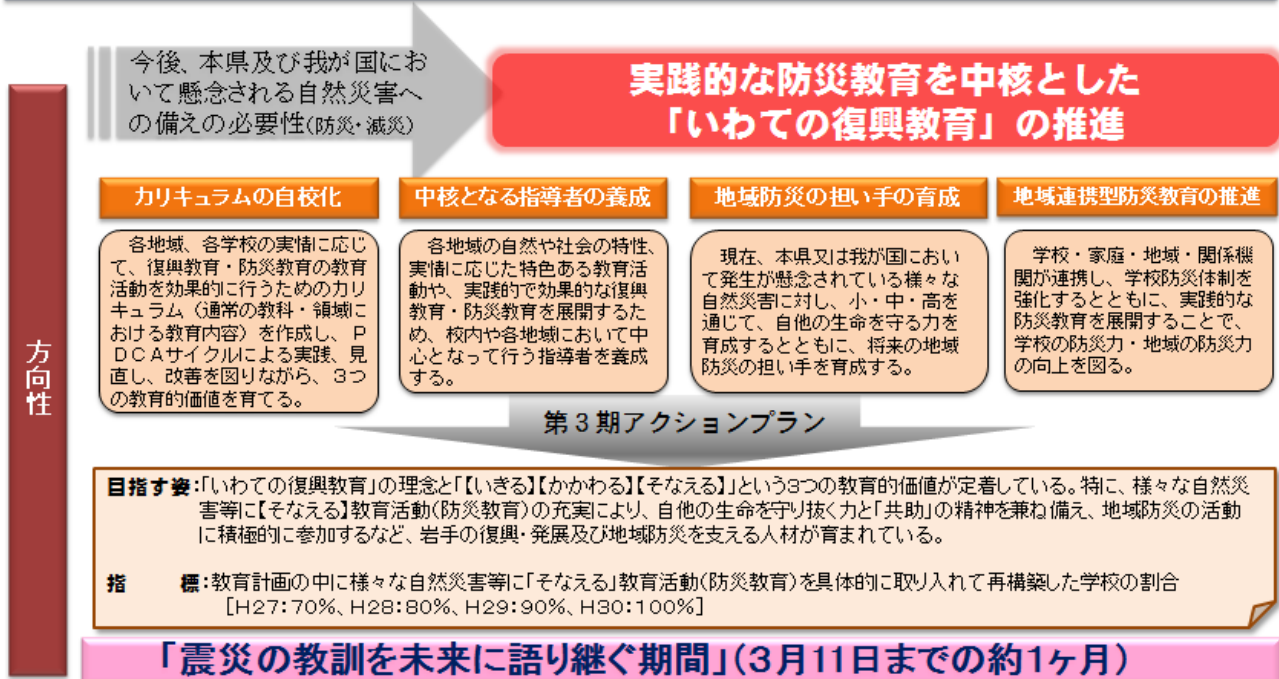 今後、本県及び我が国にお
いて懸念される自然災害へ
の備えの必要性(防災・減災)
実践的な防災教育を中核とした
「いわての復興教育」の推進
方向性
カリキュラムの自校化
各地域、各学校の実情に応じ
て、復興教育・防災教育の教育
活動を効果的に行うためのカリ
キュラム（通常の教科・領域に
おける教育内容）を作成し、Ｐ
ＤＣＡサイクルによる実践、見
直し、改善を図りながら、３つ
の教育的価値を育てる。
中核となる指導者の養成
各地域の自然や社会の特性、
実情に応じた特色ある教育活
動や、実践的で効果的な復興
教育・防災教育を展開するた
め、校内や各地域において中
心となって行う指導者を養成
する。
地域防災の担い手の育成
現在、本県又は我が国におい
て発生が懸念されている様々な
自然災害に対し、小・中・高を
通じて、自他の生命を守る力を
育成するとともに、将来の地域
防災の担い手を育成する。
地域連携型防災教育の推進
学校・家庭・地域・関係機
関が連携し、学校防災体制を
強化するとともに、実践的な
防災教育を展開することで、
学校の防災力・地域の防災力
の向上を図る。
第３期アクションプラン
目指す姿:「いわての復興教育」の理念と「【いきる】【かかわる】【そなえる】」という3つの教育的価値が定着している。特に、様々な自然災
害等に【そなえる】教育活動(防災教育)の充実により、自他の生命を守り抜く力と「共助」の精神を兼ね備え、地域防災の活動
に積極的に参加するなど、岩手の復興・発展及び地域防災を支える人材が育まれている。
指　　標:教育計画の中に様々な自然災害等に「そなえる」教育活動(防災教育)を具体的に取り入れて再構築した学校の割合
［H27：70%、H28：80%、H29：90%、H30：100%］
「震災の教訓を未来に語り継ぐ期間」(３月11日までの約1ヶ月)